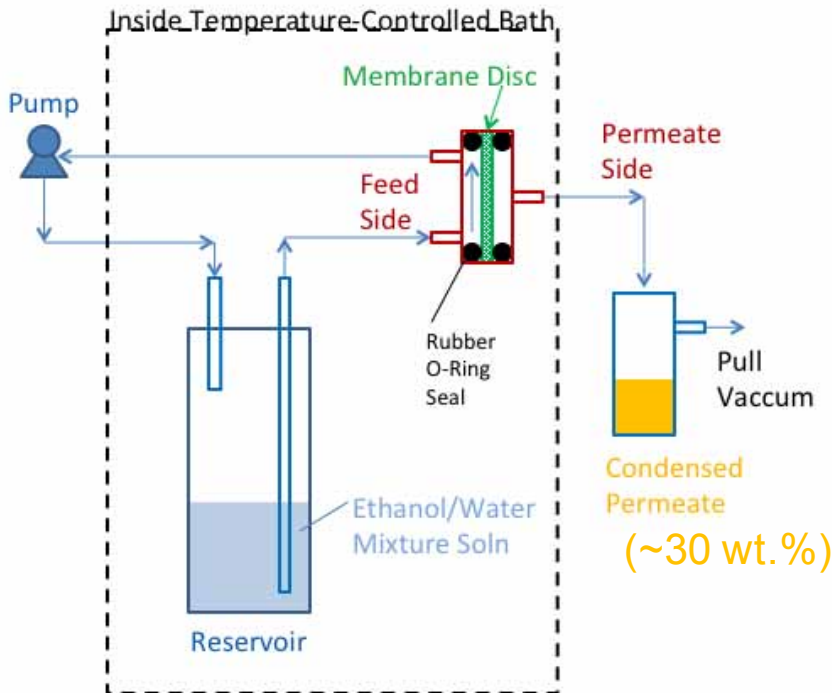 Inside Temperature-Controlled Bath
Membrane Disc
Pump
Permeate
Side
Feed
Side
Rubber
O-Ring
Seal
Pull
Vaccum
Condensed
Permeate
(~30 wt.%)
Ethanol/Water
Mixture Soln
Reservoir